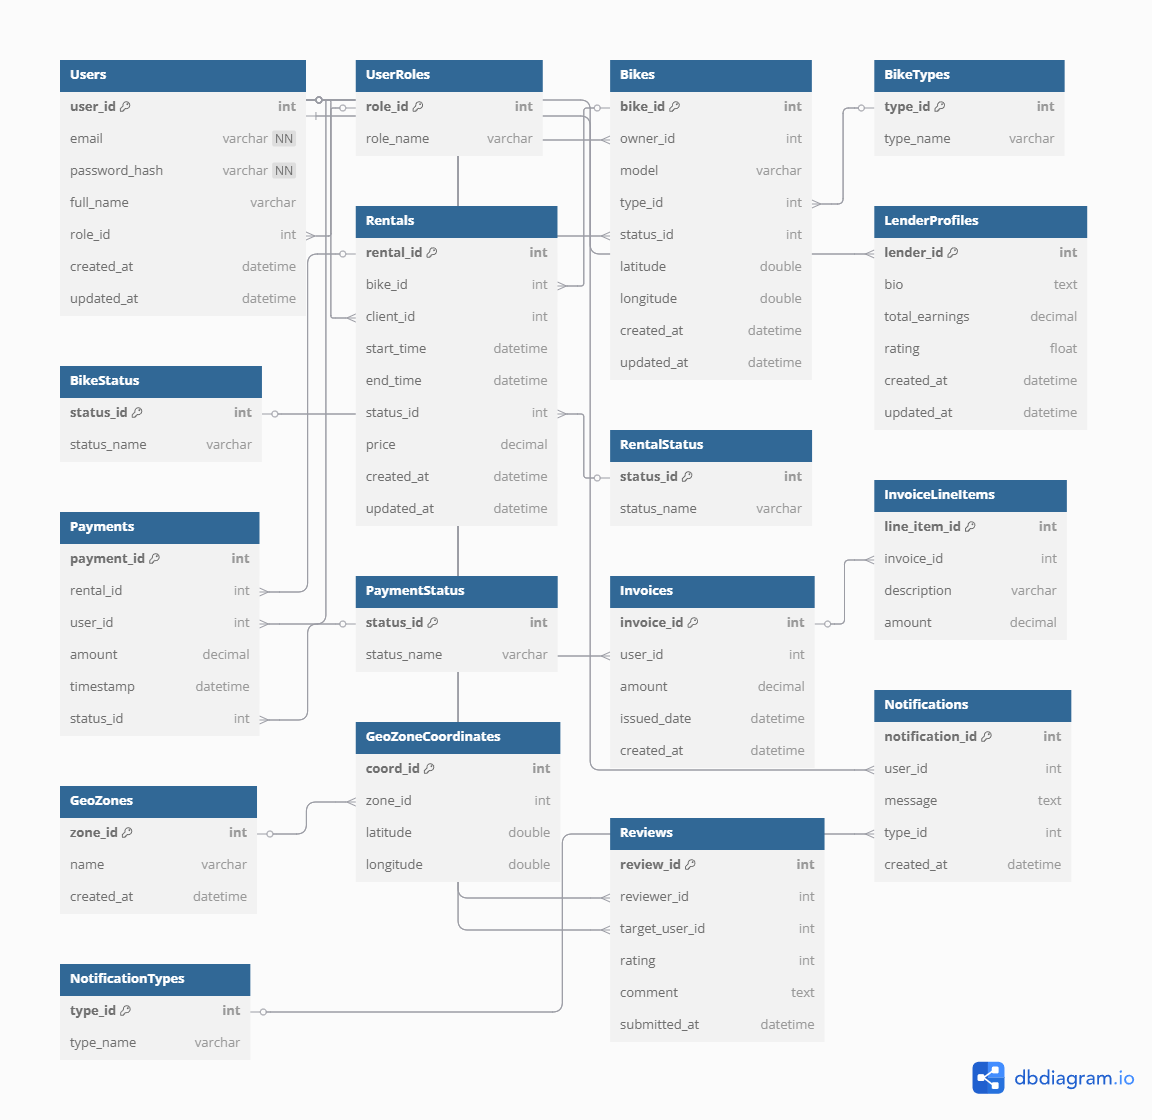 Users
user_id int
email varchar NN
password_hash varchar NN
full_name varchar
role_id int
created_at datetime
updated_at datetime
UserRoles
role_id int
role_name varchar
Bikes
bike_id int
owner_id int
model varchar
type_id int
status_id int
latitude double
longitude double
created_at datetime
updated_at datetime
BikeTypes
type_id int
type_name varchar
Rentals
rental_id int
bike_id int
client_id int
start_time datetime
end_time datetime
status_id int
price decimal
created_at datetime
updated_at datetime
LenderProfiles
lender_id int
bio text
total_earnings decimal
rating float
created_at datetime
updated_at datetime
BikeStatus
status_id int
status_name varchar
RentalStatus
status_id int
status_name varchar
InvoiceLineItems
line_item_id int
invoice_id int
description varchar
amount decimal
Payments
payment_id int
rental_id int
user_id int
amount decimal
timestamp datetime
status_id int
PaymentStatus
status_id int
status_name varchar
Invoices
invoice_id int
user_id int
amount decimal
issued_date datetime
created_at datetime
Notifications
notification_id int
user_id int
message text
type_id int
created_at datetime
GeoZoneCoordinates
coord_id int
zone_id int
latitude double
longitude double
GeoZones
zone_id int
name varchar
created_at datetime
Reviews
review_id int
reviewer_id int
target_user_id int
rating int
comment text
submitted_at datetime
NotificationTypes
type_id int
type_name varchar
dbdiagram.io